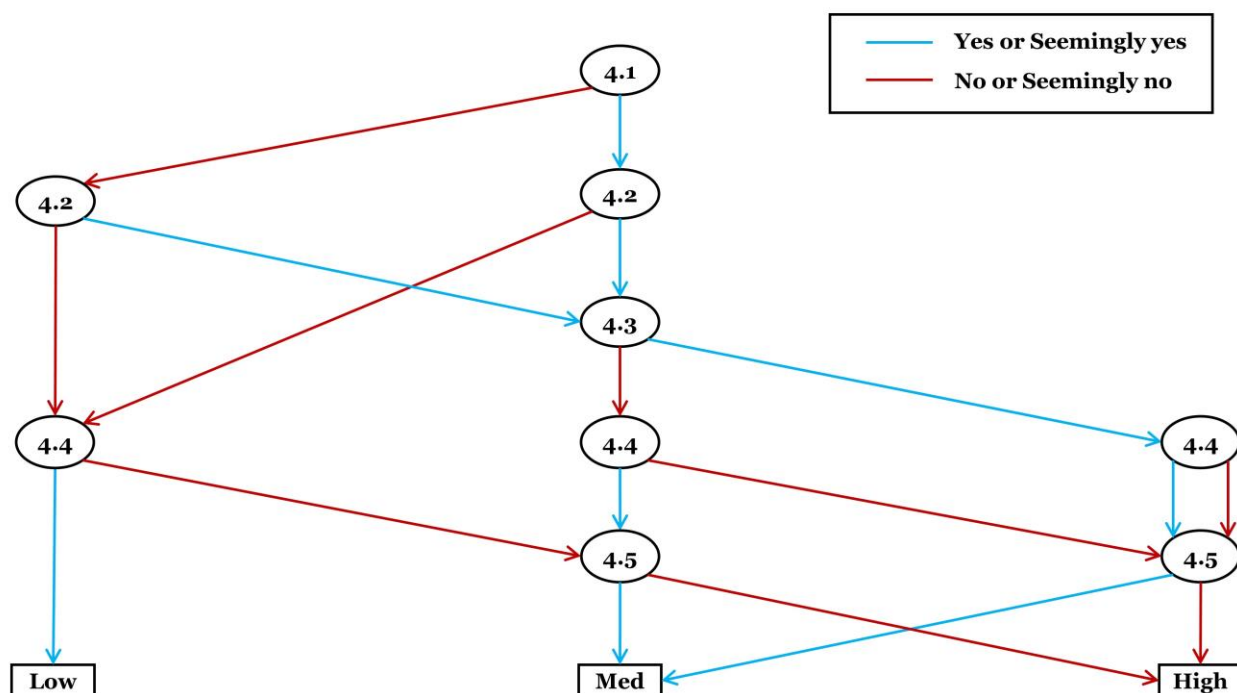 Yes or Seemingly yes
No or Seemingly no
4.1
4.2
4.2
4.3
4.4
4.4
4.4
4.5
4.5
Low
Med
High